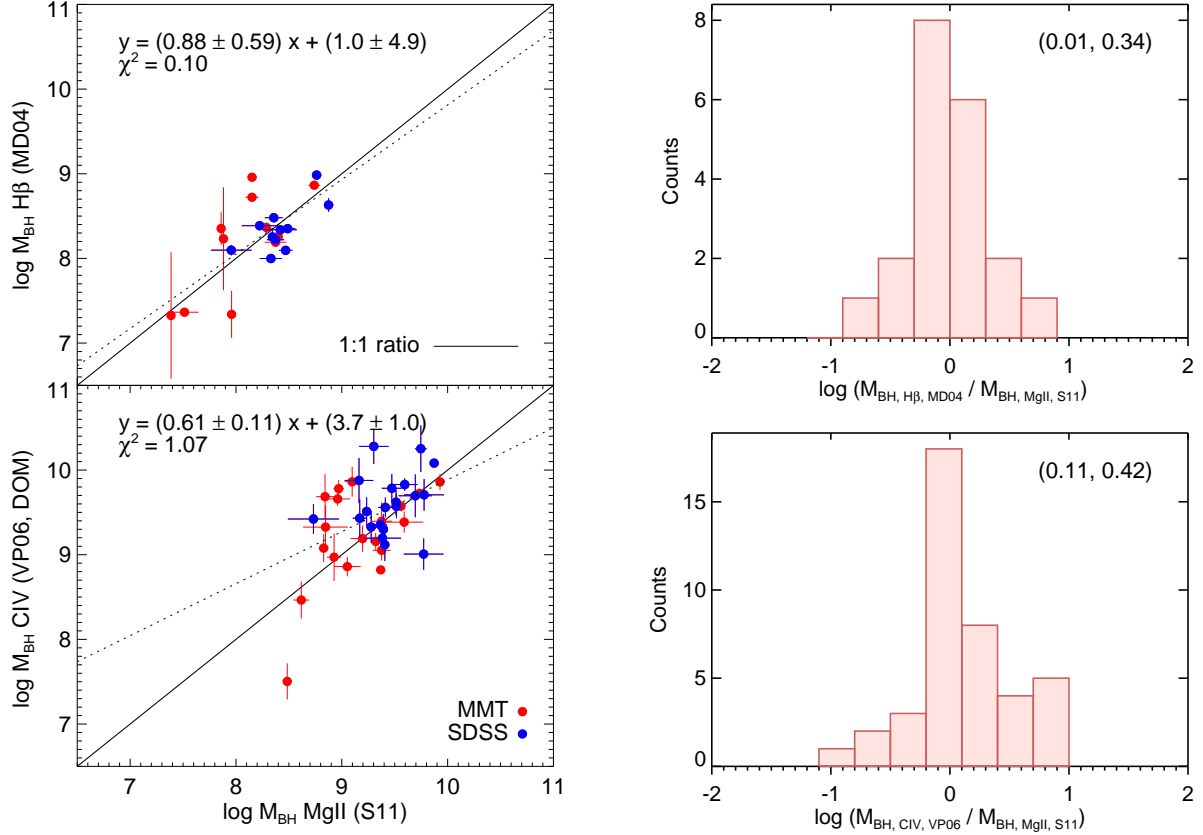 11
10
9
8
7
log M_BH Hβ (MD04)
y = (0.88 ± 0.59) x + (1.0 ± 4.9)
χ² = 0.10
1:1 ratio
11
10
9
8
7
log M_BH CIV (VP06, DOM)
y = (0.61 ± 0.11) x + (3.7 ± 1.0)
χ² = 1.07
MMT
SDSS
7 8 9 10 11
log M_BH MgII (S11)
8
6
4
2
0
Counts
(0.01, 0.34)
-2 -1 0 1 2
log (M_BH, Hβ, MD04 / M_BH, MgII, S11)
15
10
5
0
Counts
(0.11, 0.42)
-2 -1 0 1 2
log (M_BH, CIV, VP06 / M_BH, MgII, S11)